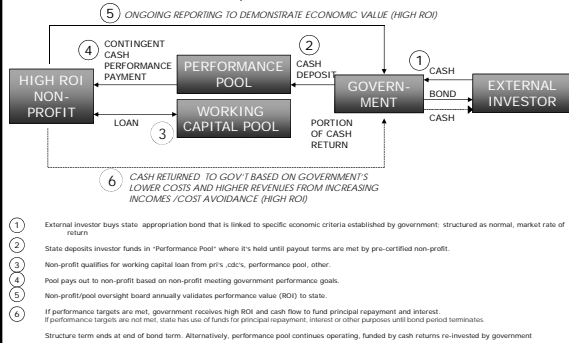 5 ONGOING REPORTING TO DEMONSTRATE ECONOMIC VALUE (HIGH ROI)
4 CONTINGENT
CASH
PERFORMANCE
PAYMENT
PERFORMANCE
POOL
2
CASH
DEPOSIT
1
CASH
HIGH ROI
NON-
PROFIT
GOVERN-
MENT
BOND
EXTERNAL
INVESTOR
CASH
LOAN
3
WORKING
CAPITAL POOL
PORTION
OF CASH
RETURN
6 CASH RETURNED TO GOV'T BASED ON GOVERNMENT'S
LOWER COSTS AND HIGHER REVENUES FROM INCREASING
INCOMES /COST AVOIDANCE (HIGH ROI)
1 External investor buys state appropriation bond that is linked to specific economic criteria established by government; structured as normal, market rate of
return
2 State deposits investor funds in "Performance Pool" where it's held until payout terms are met by pre-certified non-profit.
3 Non-profit qualifies for working capital loan from pri's ,cdc's, performance pool, other.
4 Pool pays out to non-profit based on non-profit meeting government performance goals.
5 Non-profit/pool oversight board annually validates performance value (ROI) to state.
6 If performance targets are met, government receives high ROI and cash flow to fund principal repayment and interest.
If performance targets are not met, state has use of funds for principal repayment, interest or other purposes until bond period terminates.
Structure term ends at end of bond term. Alternatively, performance pool continues operating, funded by cash returns re-invested by government